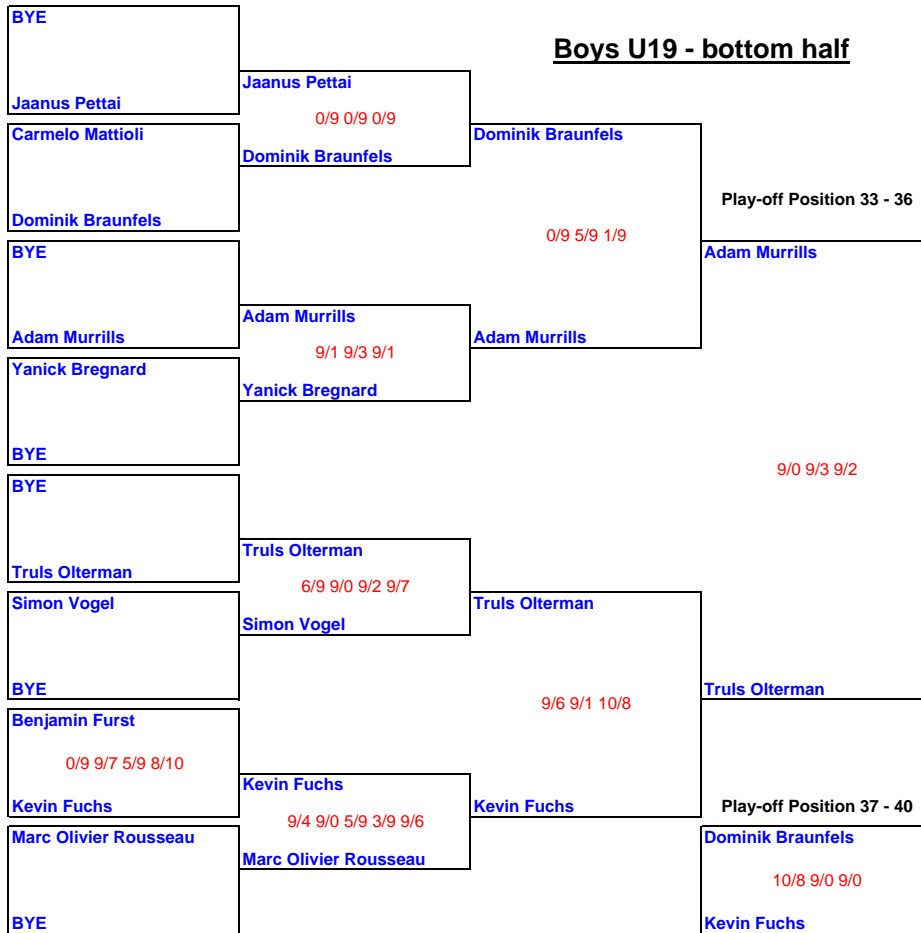 BYE
Boys U19 - bottom half
Jaanus Pettai
Jaanus Pettai
0/9 0/9 0/9
Carmelo Mattioli
Dominik Braunfels
Dominik Braunfels
Play-off Position 33 - 36
Dominik Braunfels
0/9 5/9 1/9
BYE
Adam Murrills
Adam Murrills
Adam Murrills
Adam Murrills
9/1 9/3 9/1
Yanick Bregnard
Yanick Bregnard
BYE
9/0 9/3 9/2
BYE
Truls Olterman
Truls Olterman
6/9 9/0 9/2 9/7
Simon Vogel
Truls Olterman
Simon Vogel
BYE
Truls Olterman
9/6 9/1 10/8
Benjamin Furst
0/9 9/7 5/9 8/10
Kevin Fuchs
Kevin Fuchs
Kevin Fuchs
Play-off Position 37 - 40
9/4 9/0 5/9 3/9 9/6
Marc Olivier Rousseau
Dominik Braunfels
Marc Olivier Rousseau
10/8 9/0 9/0
BYE
Kevin Fuchs